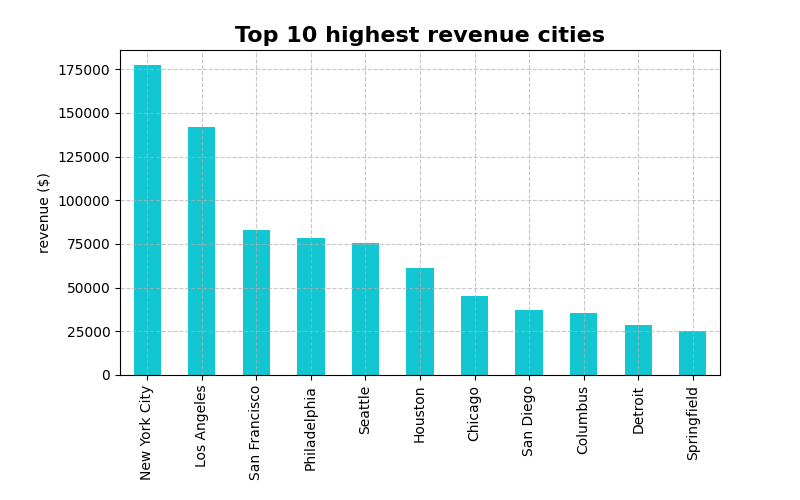 Top 10 highest revenue cities
175000
150000
125000
100000
75000
50000
25000
0
revenue ($)
New York City
Los Angeles
San Francisco
Philadelphia
Seattle
Houston
Chicago
San Diego
Columbus
Detroit
Springfield